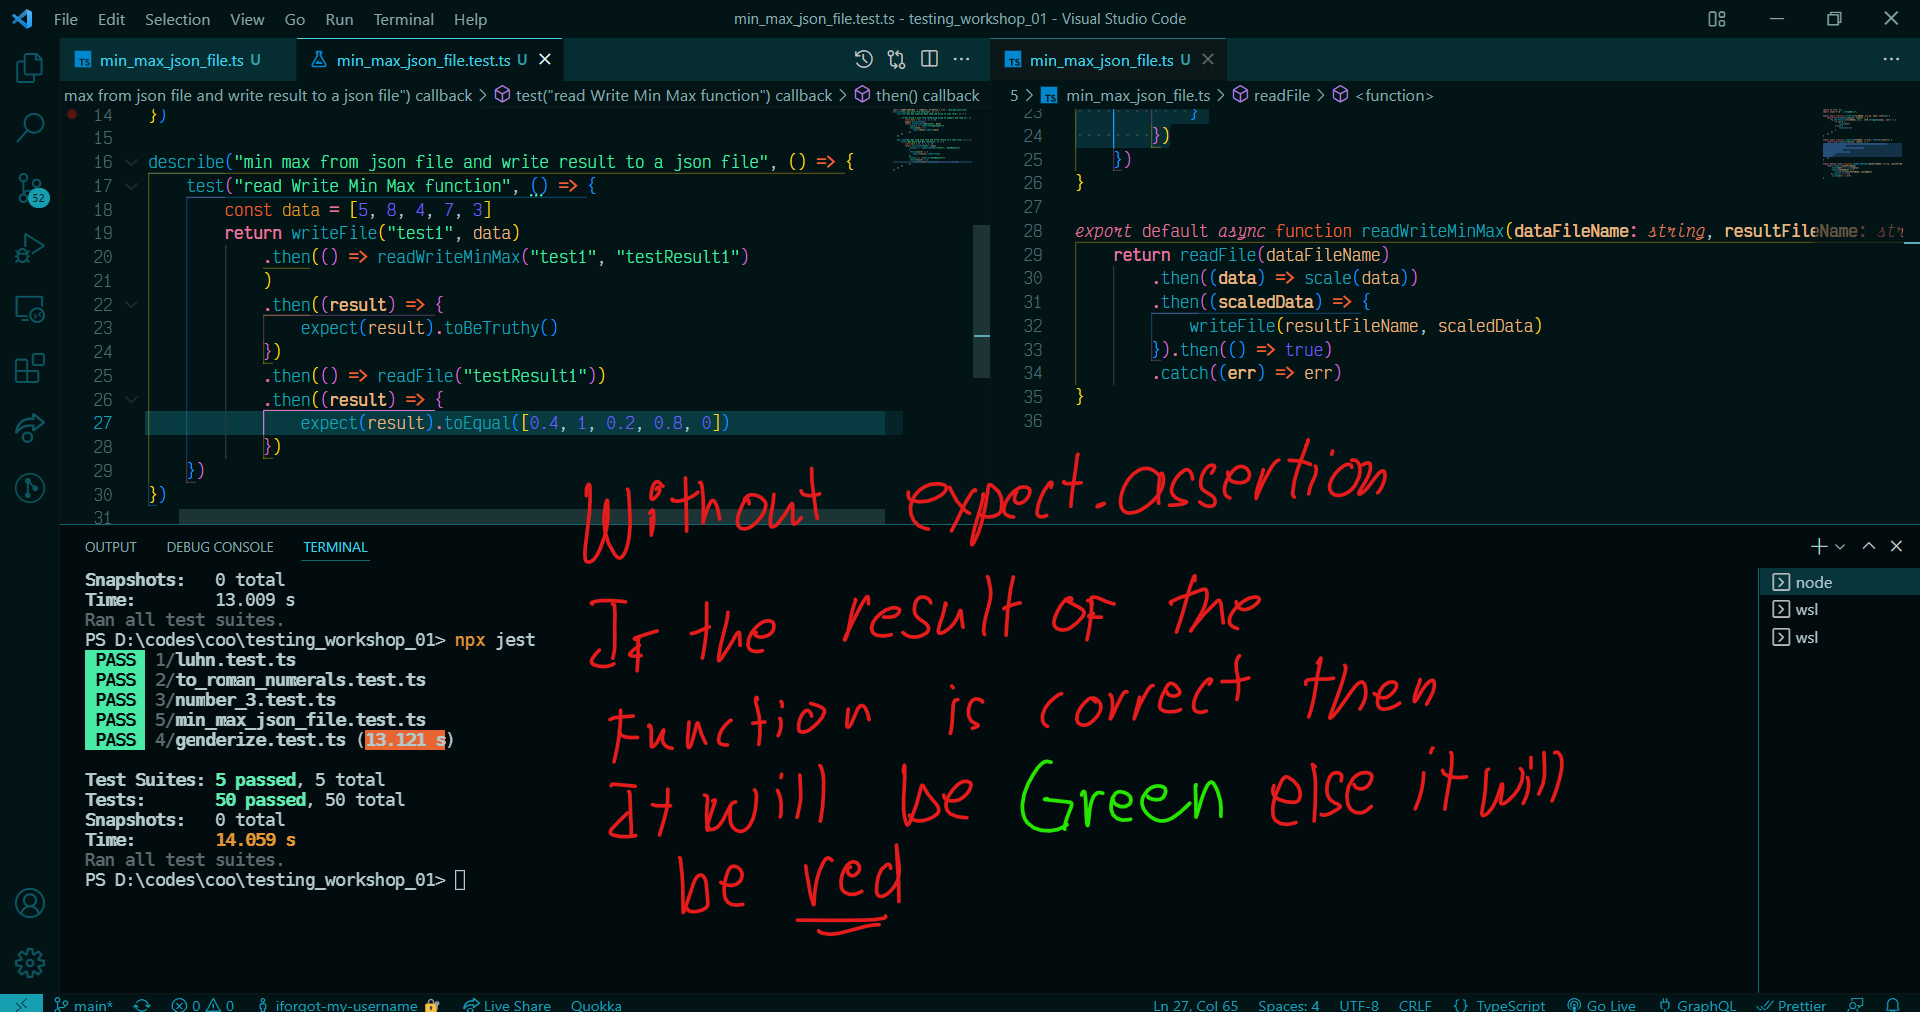 File Edit Selection View Go Run Terminal Help
min_max_json_file.test.ts - testing_workshop_01 - Visual Studio Code
TS min_max_json_file.ts U
min_max_json_file.test.ts U
max from json file and write result to a json file") callback > test("read Write Min Max function") callback > then() callback
14 })
15
16 describe("min max from json file and write result to a json file", () => {
17 test("read Write Min Max function", () => {
18 const data = [5, 8, 4, 7, 3]
19 return writeFile("test1", data)
20 .then(() => readWriteMinMax("test1", "testResult1")
21 )
22 .then((result) => {
23 expect(result).toBeTruthy()
24 })
25 .then(() => readFile("testResult1"))
26 .then((result) => {
27 expect(result).toEqual([0.4, 1, 0.2, 0.8, 0])
28 })
29 })
30 })
31
TS min_max_json_file.ts U
5 > TS min_max_json_file.ts > readFile > <function>
23 }
24 })
25 })
26 }
27
28 export default async function readWriteMinMax(dataFileName: string, resultFileName: str
29 return readFile(dataFileName)
30 .then((data) => scale(data))
31 .then((scaledData) => {
32 writeFile(resultFileName, scaledData)
33 }).then(() => true)
34 .catch((err) => err)
35 }
36
52
Without expect.assertion
If the result of the
function is correct then
It will be Green else it will
be red
OUTPUT DEBUG CONSOLE TERMINAL
Snapshots: 0 total
Time: 13.009 s
Ran all test suites.
PS D:\codes\coo\testing_workshop_01> npx jest
PASS 1/luhn.test.ts
PASS 2/to_roman_numerals.test.ts
PASS 3/number_3.test.ts
PASS 5/min_max_json_file.test.ts
PASS 4/genderize.test.ts (13.121 s)
Test Suites: 5 passed, 5 total
Tests: 50 passed, 50 total
Snapshots: 0 total
Time: 14.059 s
Ran all test suites.
PS D:\codes\coo\testing_workshop_01>
node
wsl
wsl
main* 0 0 iforgot-my-username Live Share Quokka
Ln 27, Col 65 Spaces: 4 UTF-8 CRLF {} TypeScript Go Live GraphQL Prettier